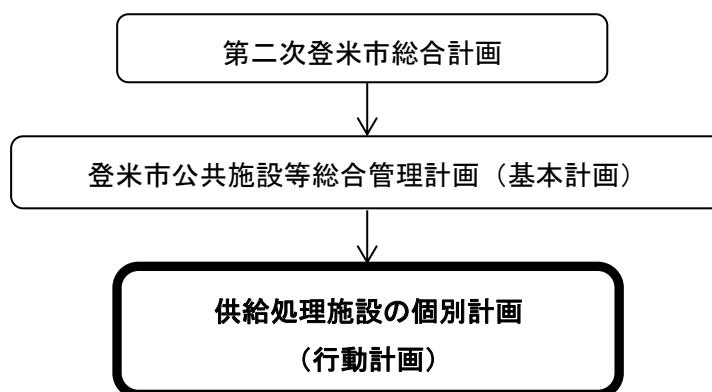 第二次登米市総合計画
登米市公共施設等総合管理計画（基本計画）
供給処理施設の個別計画
（行動計画）